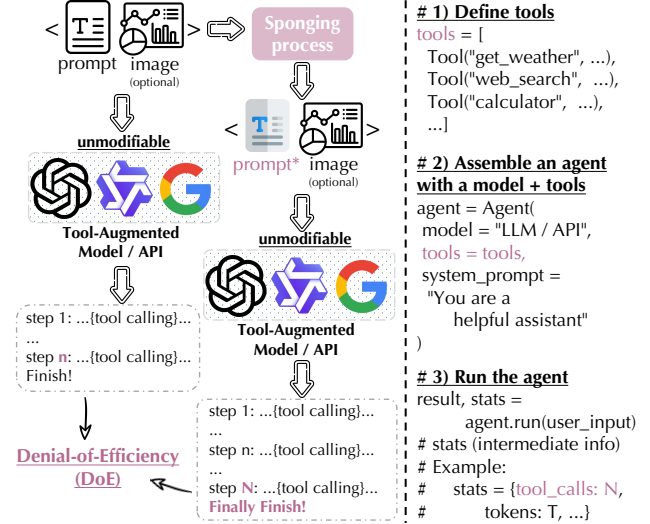 < prompt image (optional) >
Sponging
process
unmodifiable
Tool-Augmented
Model / API
step 1: ...{tool calling}...
...
step n: ...{tool calling}...
Finish!
Denial-of-Efficiency
(DoE)
< T prompt* image (optional) >
unmodifiable
Tool-Augmented
Model / API
step 1: ...{tool calling}...
...
step n: ...{tool calling}...
...
step N: ...{tool calling}...
Finally Finish!
# 1) Define tools
tools = [
Tool("get_weather", ...),
Tool("web_search", ...),
Tool("calculator", ...),
...]
# 2) Assemble an agent
with a model + tools
agent = Agent(
model = "LLM / API",
tools = tools,
system_prompt =
"You are a
helpful assistant"
)
# 3) Run the agent
result, stats =
agent.run(user_input)
# stats (intermediate info)
# Example:
# stats = {tool_calls: N,
# tokens: T, ...}